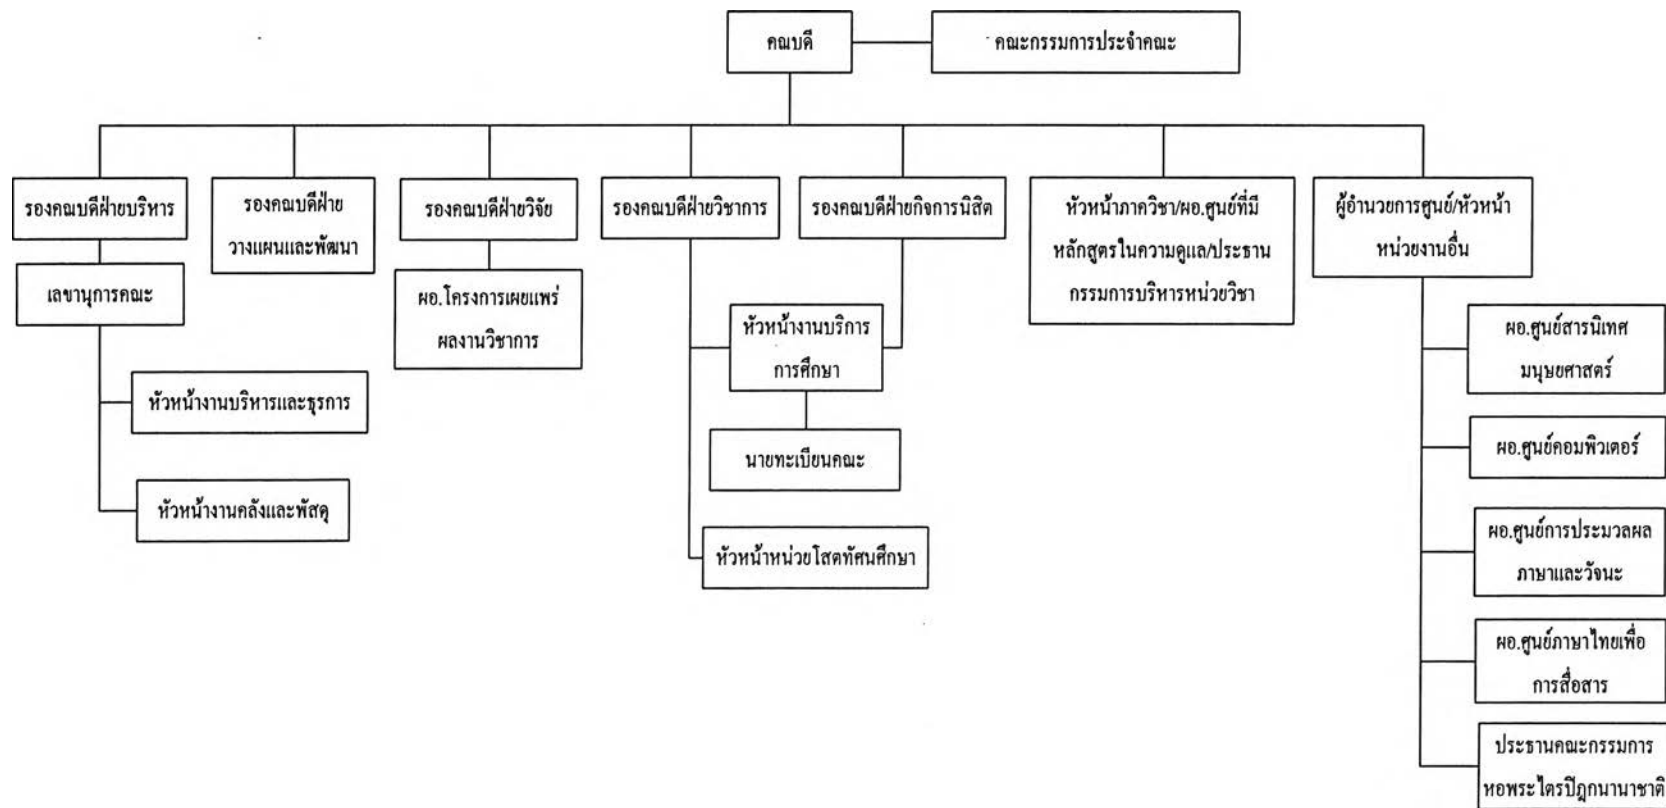 คณบดี
คณะกรรมการประจำคณะ
รองคณบดีฝ่ายบริหาร
เลขานุการคณะ
หัวหน้างานบริหารและธุรการ
หัวหน้างานคลังและพัสดุ
รองคณบดีฝ่าย
วางแผนและพัฒนา
รองคณบดีฝ่ายวิจัย
ผอ.โครงการเผยแพร่
ผลงานวิชาการ
รองคณบดีฝ่ายวิชาการ
รองคณบดีฝ่ายกิจการนิสิต
หัวหน้างานบริการ
การศึกษา
นายทะเบียนคณะ
หัวหน้าหน่วยโสตทัศนศึกษา
หัวหน้าภาควิชา/ผอ.ศูนย์ที่มี
หลักสูตรในความดูแล/ประธาน
กรรมการบริหารหน่วยวิชา
ผู้อำนวยการศูนย์/หัวหน้า
หน่วยงานอื่น
ผอ.ศูนย์สารนิเทศ
มนุษยศาสตร์
ผอ.ศูนย์คอมพิวเตอร์
ผอ.ศูนย์การประมวลผล
ภาษาและวัจนะ
ผอ.ศูนย์ภาษาไทยเพื่อ
การสื่อสาร
ประธานคณะกรรมการ
หอพระไตรปิฎกนานาชาติ